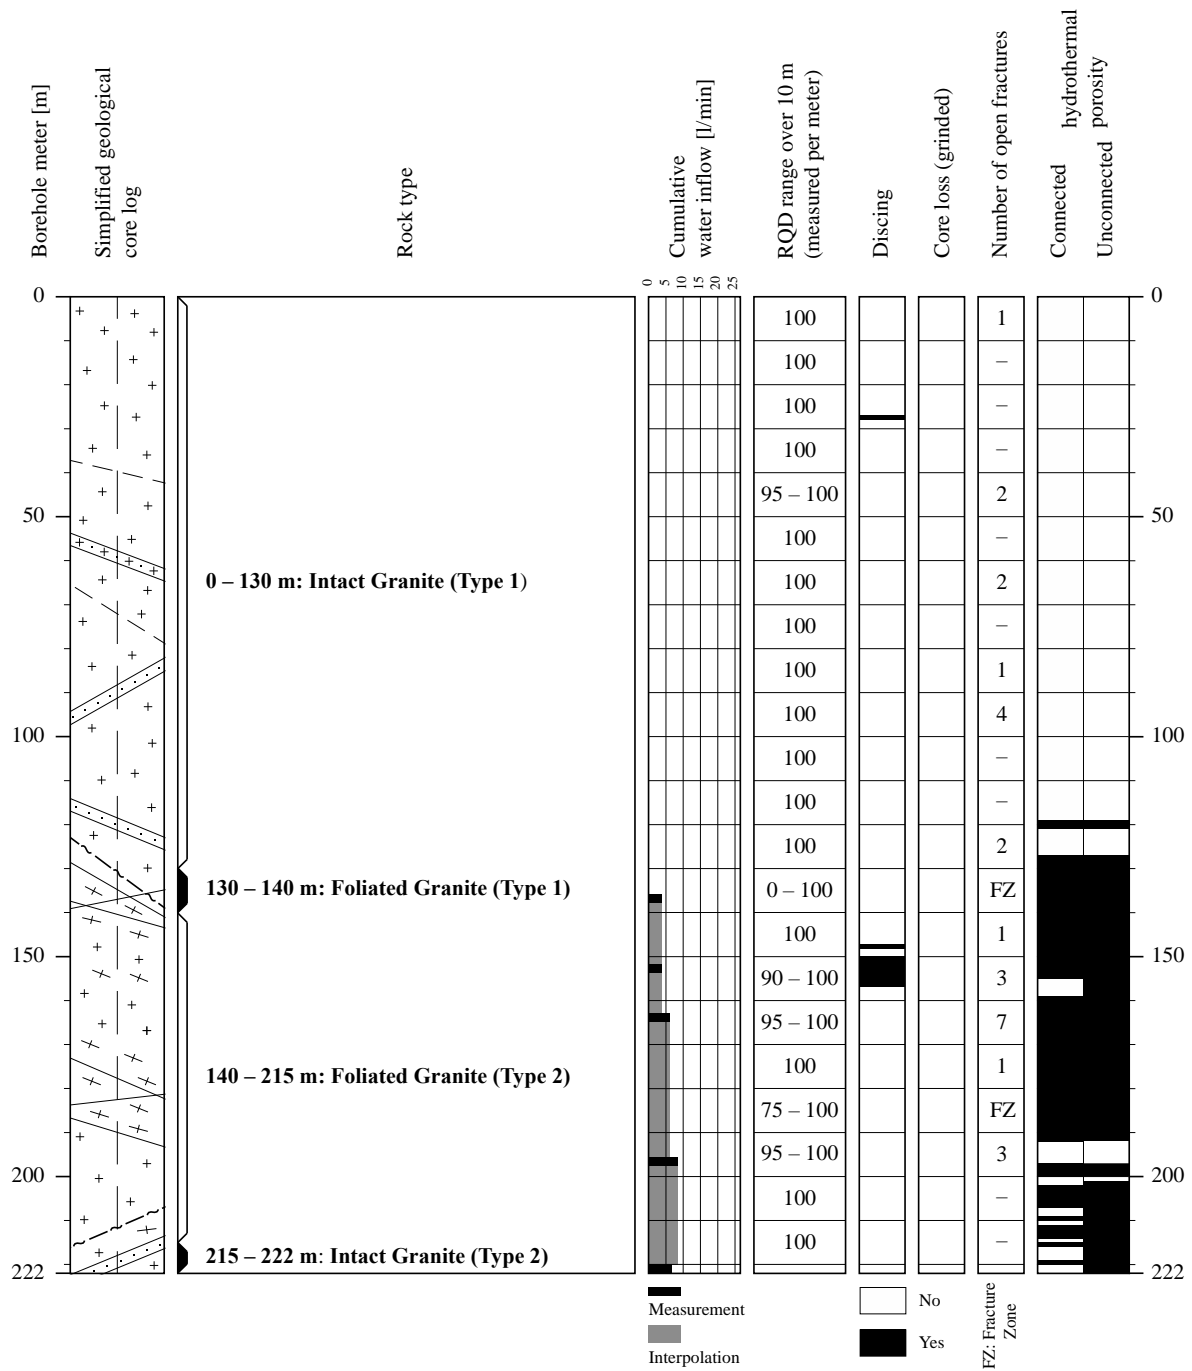 Borehole meter [m]
Simplified geological
core log
Rock type
Cumulative
water inflow [l/min]
RQD range over 10 m
(measured per meter)
Discing
Core loss (grinded)
Number of open fractures
hydrothermal
porosity
Connected
Unconnected
0 5 10 15 20 25
0
50
100
150
200
222
0 – 130 m: Intact Granite (Type 1)
130 – 140 m: Foliated Granite (Type 1)
140 – 215 m: Foliated Granite (Type 2)
215 – 222 m: Intact Granite (Type 2)
100 1
100 –
100 –
100 –
95 – 100 2
100 –
100 2
100 –
100 1
100 4
100 –
100 –
100 2
0 – 100 FZ
100 1
90 – 100 3
95 – 100 7
100 1
75 – 100 FZ
95 – 100 3
100 –
100 –
0
50
100
150
200
222
Measurement
Interpolation
No
Yes
FZ: Fracture
Zone